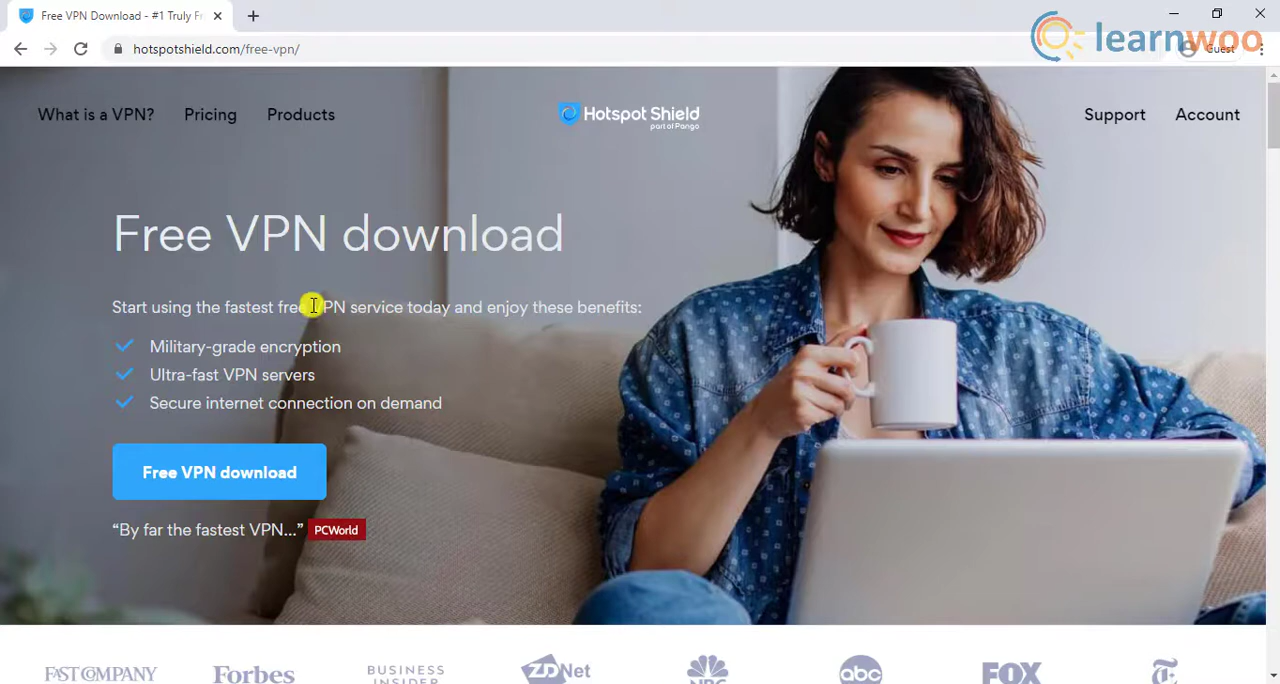 Free VPN Download - #1 Truly Fr
learnwoo
hotspotshield.com/free-vpn/
Guest
What is a VPN?
Pricing
Products
Hotspot Shield
part of Pango
Support
Account
Free VPN download
Start using the fastest free VPN service today and enjoy these benefits:
Military-grade encryption
Ultra-fast VPN servers
Secure internet connection on demand
Free VPN download
“By far the fastest VPN...” PCWorld
FAST COMPANY
Forbes
BUSINESS
INSIDER
ZDNet
NBC
abc
FOX
T